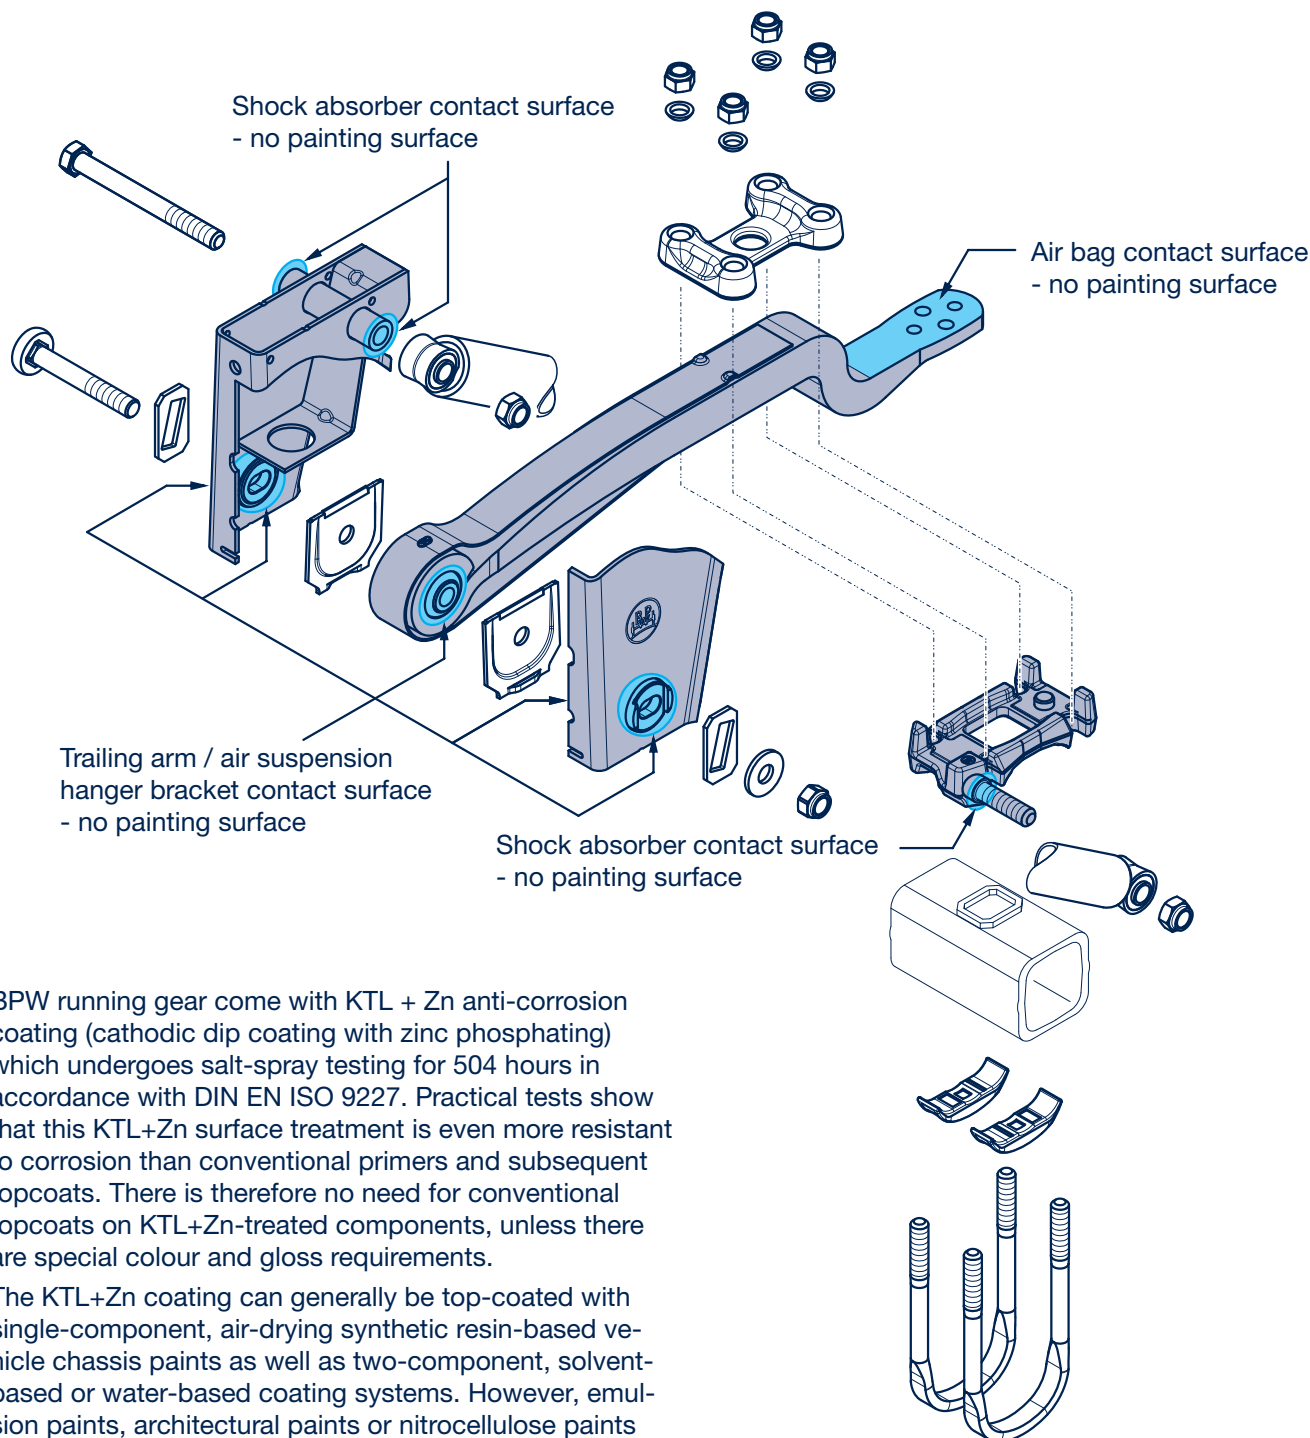 Shock absorber contact surface
- no painting surface
Air bag contact surface
- no painting surface
Trailing arm / air suspension
hanger bracket contact surface
- no painting surface
Shock absorber contact surface
- no painting surface
BPW running gear come with KTL + Zn anti-corrosion
coating (cathodic dip coating with zinc phosphating)
which undergoes salt-spray testing for 504 hours in
accordance with DIN EN ISO 9227. Practical tests show
that this KTL+Zn surface treatment is even more resistant
to corrosion than conventional primers and subsequent
topcoats. There is therefore no need for conventional
topcoats on KTL+Zn-treated components, unless there
are special colour and gloss requirements.
The KTL+Zn coating can generally be top-coated with
single-component, air-drying synthetic resin-based ve-
hicle chassis paints as well as two-component, solvent-
based or water-based coating systems. However, emul-
sion paints, architectural paints or nitrocellulose paints